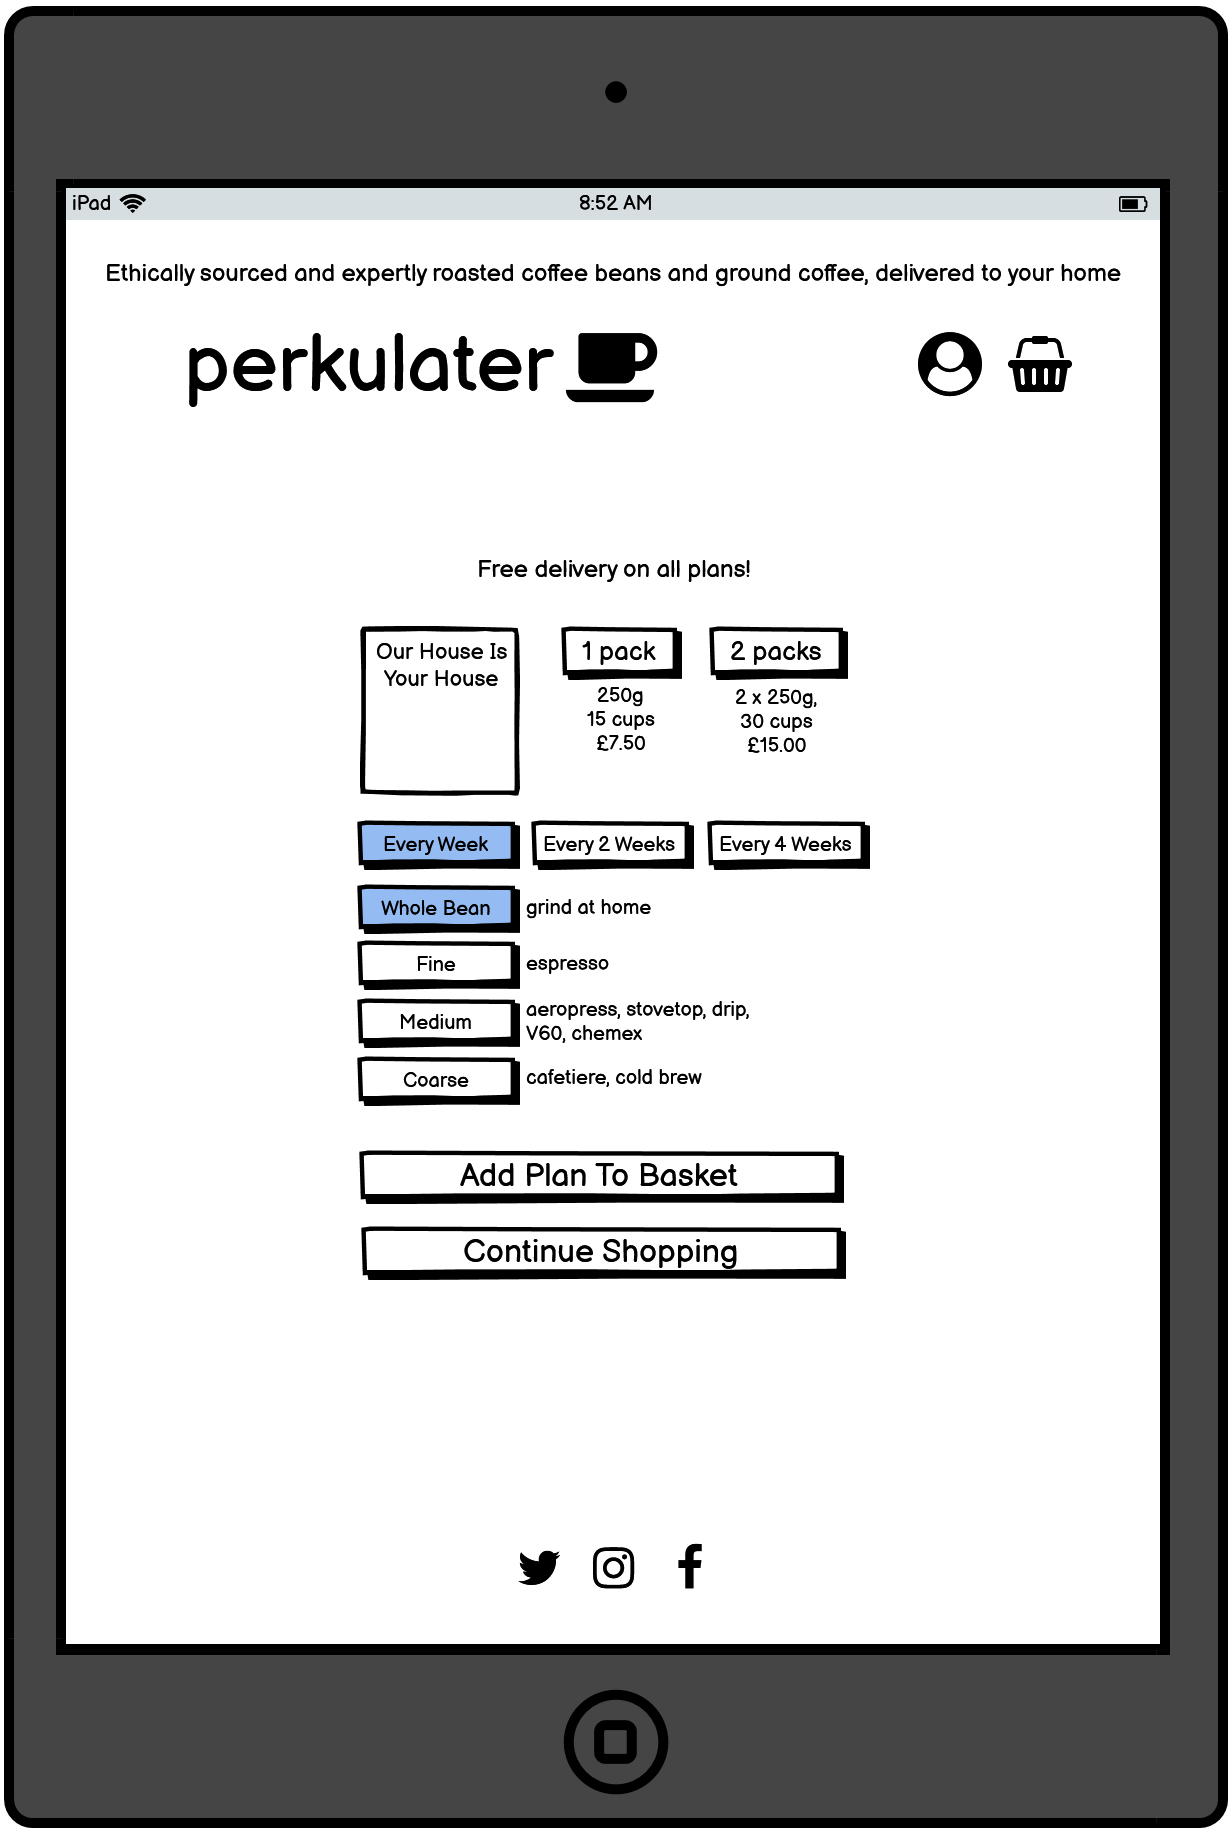 iPad
8:52 AM
Ethically sourced and expertly roasted coffee beans and ground coffee, delivered to your home
perkulater
Free delivery on all plans!
Our House Is
Your House
1 pack
250g
15 cups
£7.50
2 packs
2 x 250g,
30 cups
£15.00
Every Week
Every 2 Weeks
Every 4 Weeks
Whole Bean
grind at home
Fine
espresso
Medium
aeropress, stovetop, drip,
V60, chemex
Coarse
cafetiere, cold brew
Add Plan To Basket
Continue Shopping